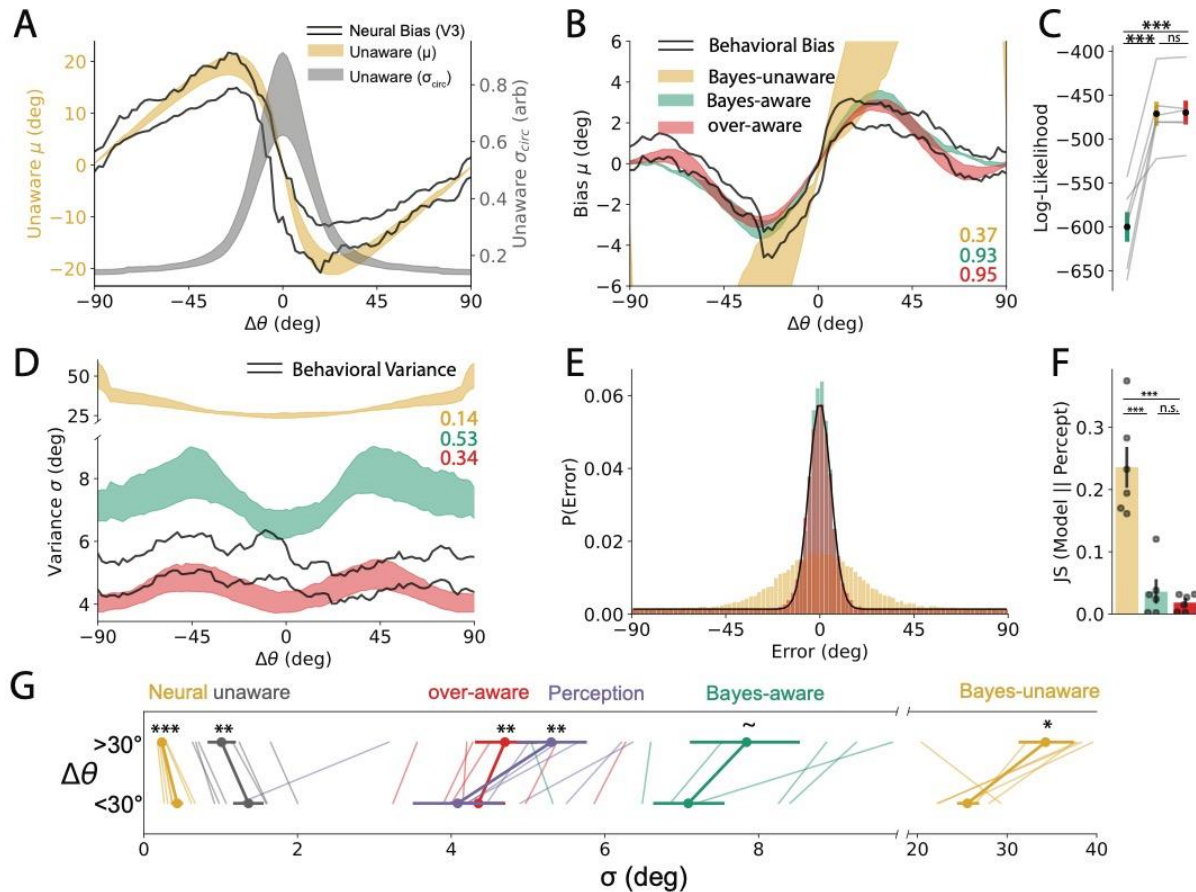 A
Neural Bias (V3)
Unaware (μ)
Unaware (σcirc)
Unaware μ (deg)
20
10
0
−10
−20
0.8
0.6
0.4
0.2
Unaware σcirc (arb)
−90
−45
0
45
90
Δθ (deg)
B
Behavioral Bias
Bayes-unaware
Bayes-aware
over-aware
Bias μ (deg)
6
4
2
0
−2
−4
−6
0.37
0.93
0.95
−90
−45
0
45
90
Δθ (deg)
C
***
*** ns
Log-Likelihood
−400
−450
−500
−550
−600
−650
D
Behavioral Variance
Variance σ (deg)
50
25
8
6
4
0.14
0.53
0.34
−90
−45
0
45
90
Δθ (deg)
E
P(Error)
0.06
0.04
0.02
0.00
−90
−45
0
45
90
Error (deg)
F
***
*** n.s.
JS (Model || Percept)
0.3
0.2
0.1
0.0
G
Neural unaware over-aware Perception Bayes-aware Bayes-unaware
*** ** ** ** ~ *
>30°
Δθ
<30°
0 2 4 6 8 20 30 40
σ (deg)